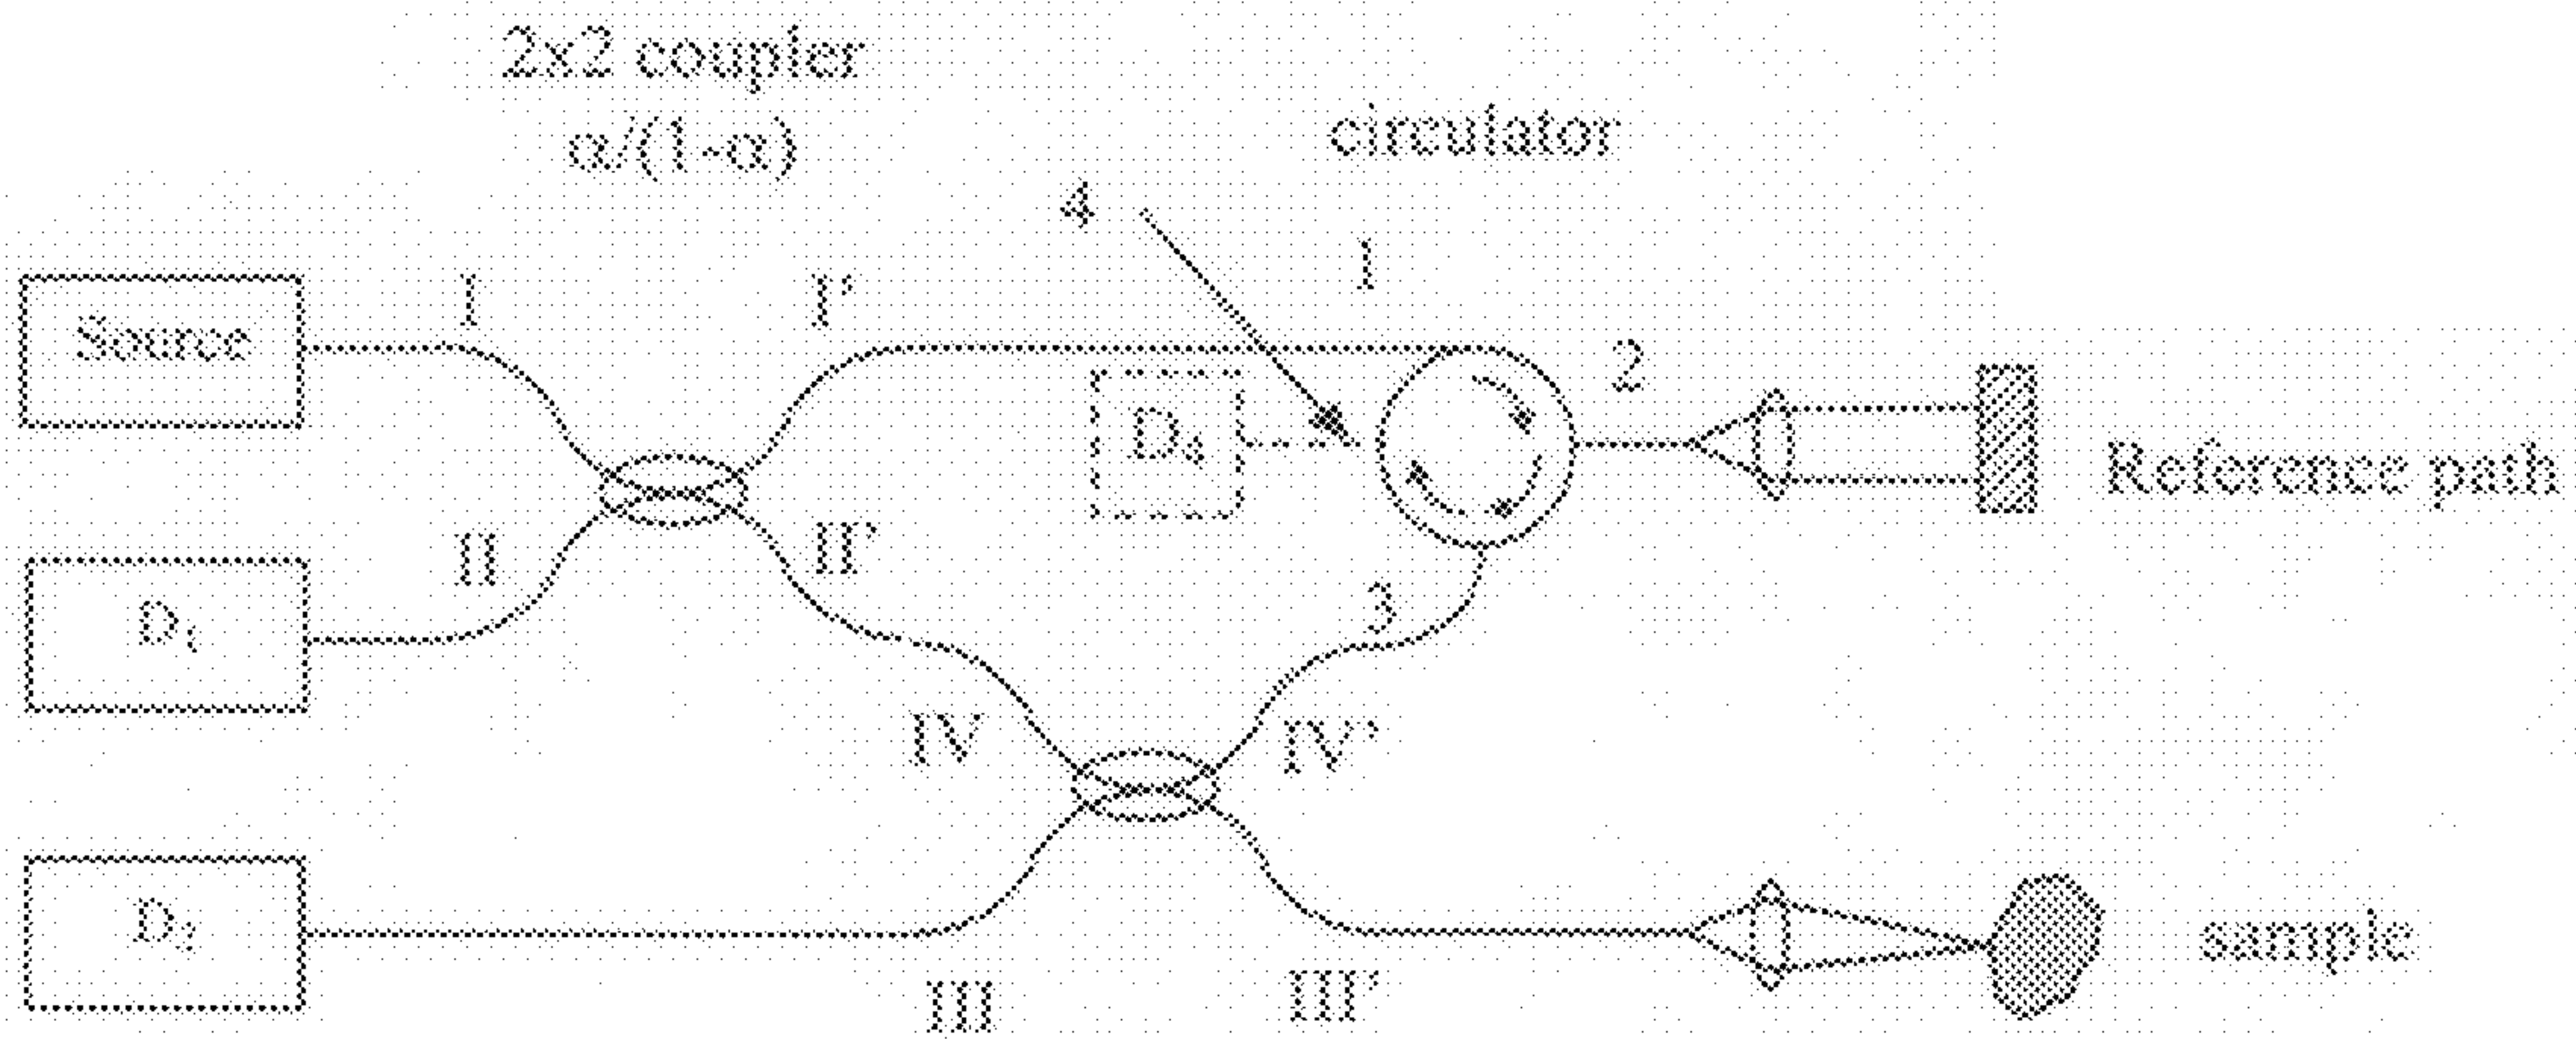 2x2 coupler
α/(1-α)
circulator
4
1
I
I'
Source
2
D4
Reference path
II
II'
D1
3
IV
IV'
D2
sample
III
III'